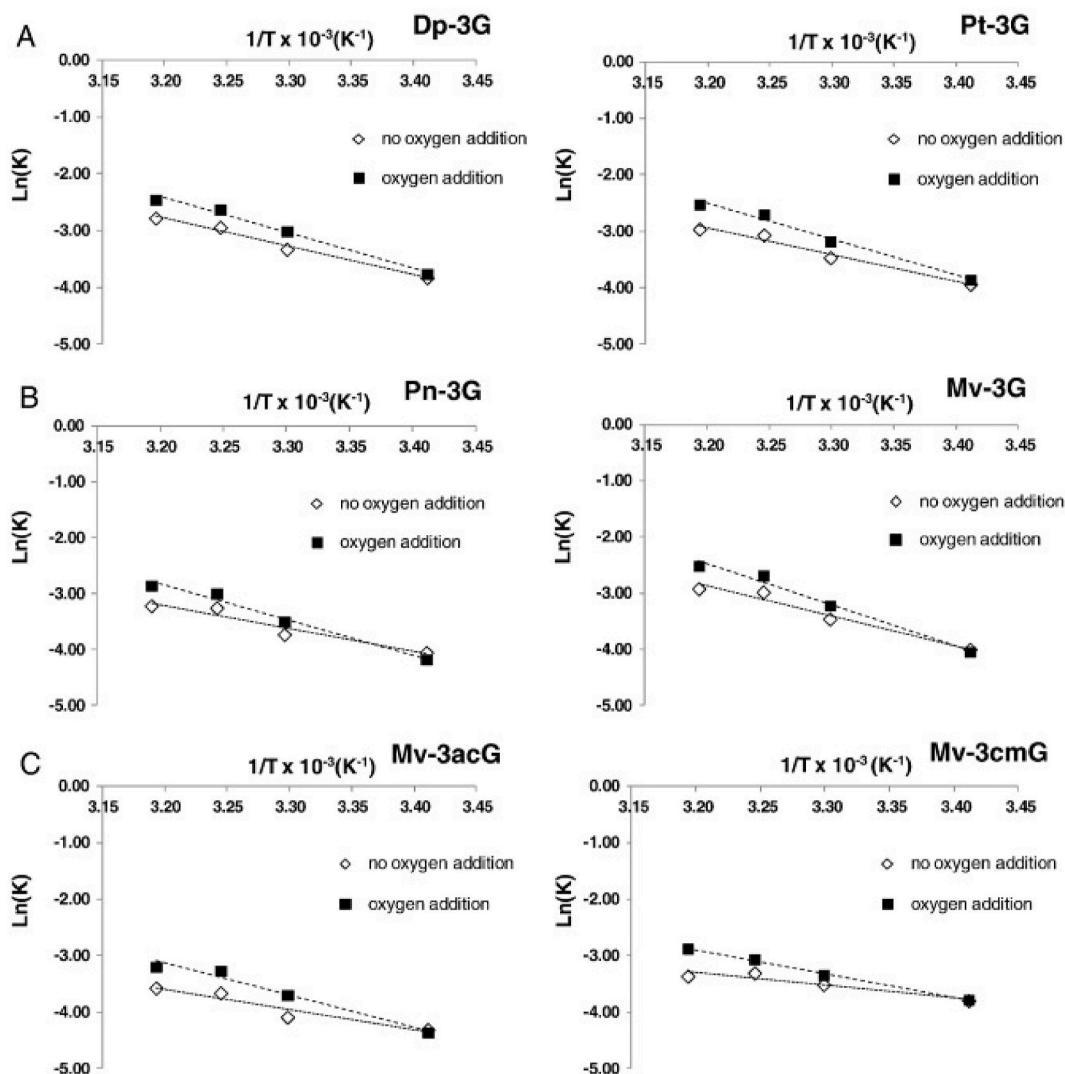 A
Dp-3G
1/T x 10-3(K-1)
0.00
3.15 3.20 3.25 3.30 3.35 3.40 3.45
-1.00
-2.00
-3.00
-4.00
-5.00
Ln(K)
no oxygen addition
oxygen addition
Pt-3G
1/T x 10-3(K-1)
0.00
3.15 3.20 3.25 3.30 3.35 3.40 3.45
-1.00
-2.00
-3.00
-4.00
-5.00
Ln(K)
no oxygen addition
oxygen addition
B
Pn-3G
1/T x 10-3(K-1)
0.00
3.15 3.20 3.25 3.30 3.35 3.40 3.45
-1.00
-2.00
-3.00
-4.00
-5.00
Ln(K)
no oxygen addition
oxygen addition
Mv-3G
1/T x 10-3(K-1)
0.00
3.15 3.20 3.25 3.30 3.35 3.40 3.45
-1.00
-2.00
-3.00
-4.00
-5.00
Ln(K)
no oxygen addition
oxygen addition
C
Mv-3acG
1/T x 10-3(K-1)
0.00
3.15 3.20 3.25 3.30 3.35 3.40 3.45
-1.00
-2.00
-3.00
-4.00
-5.00
Ln(K)
no oxygen addition
oxygen addition
Mv-3cmG
1/T x 10-3 (K-1)
0.00
3.15 3.20 3.25 3.30 3.35 3.40 3.45
-1.00
-2.00
-3.00
-4.00
-5.00
Ln(K)
no oxygen addition
oxygen addition